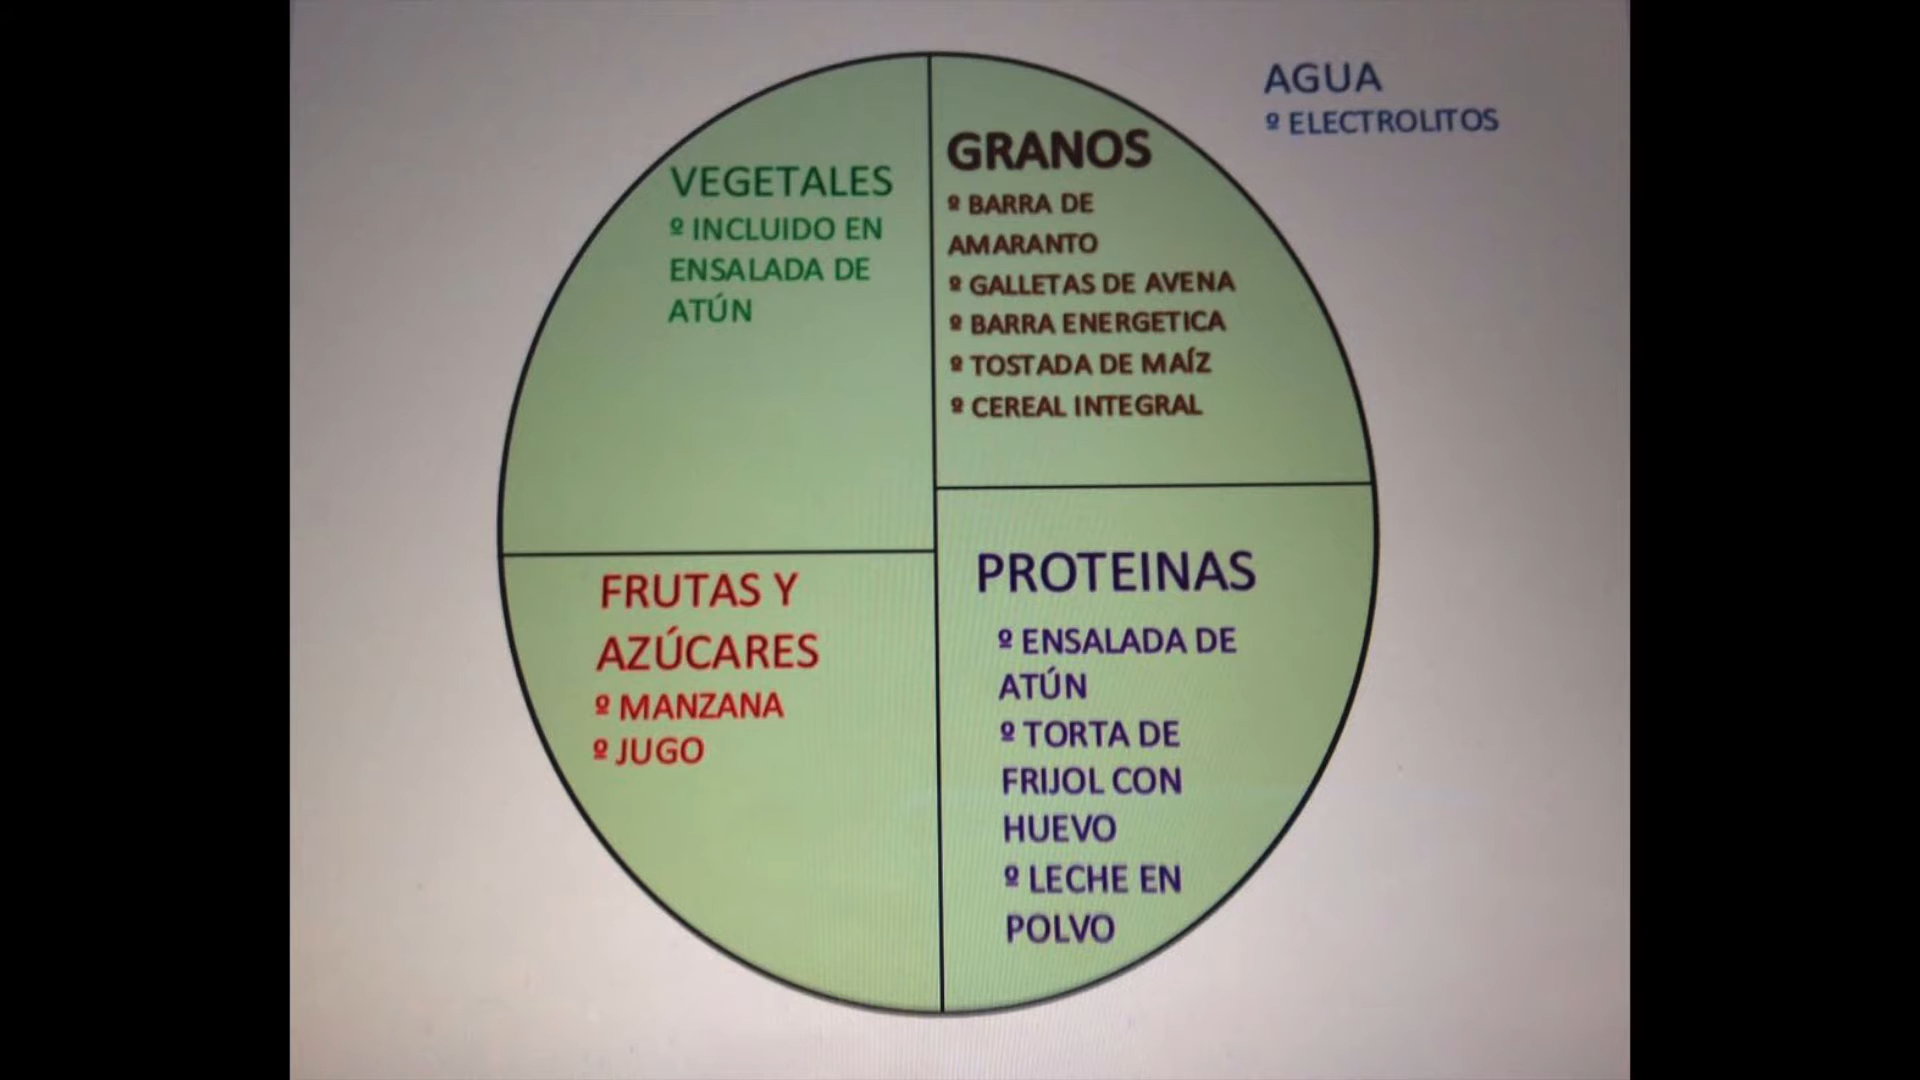 VEGETALES
º INCLUIDO EN
ENSALADA DE
ATÚN
GRANOS
º BARRA DE
AMARANTO
º GALLETAS DE AVENA
º BARRA ENERGETICA
º TOSTADA DE MAÍZ
º CEREAL INTEGRAL
AGUA
º ELECTROLITOS
FRUTAS Y
AZÚCARES
º MANZANA
º JUGO
PROTEINAS
º ENSALADA DE
ATÚN
º TORTA DE
FRIJOL CON
HUEVO
º LECHE EN
POLVO